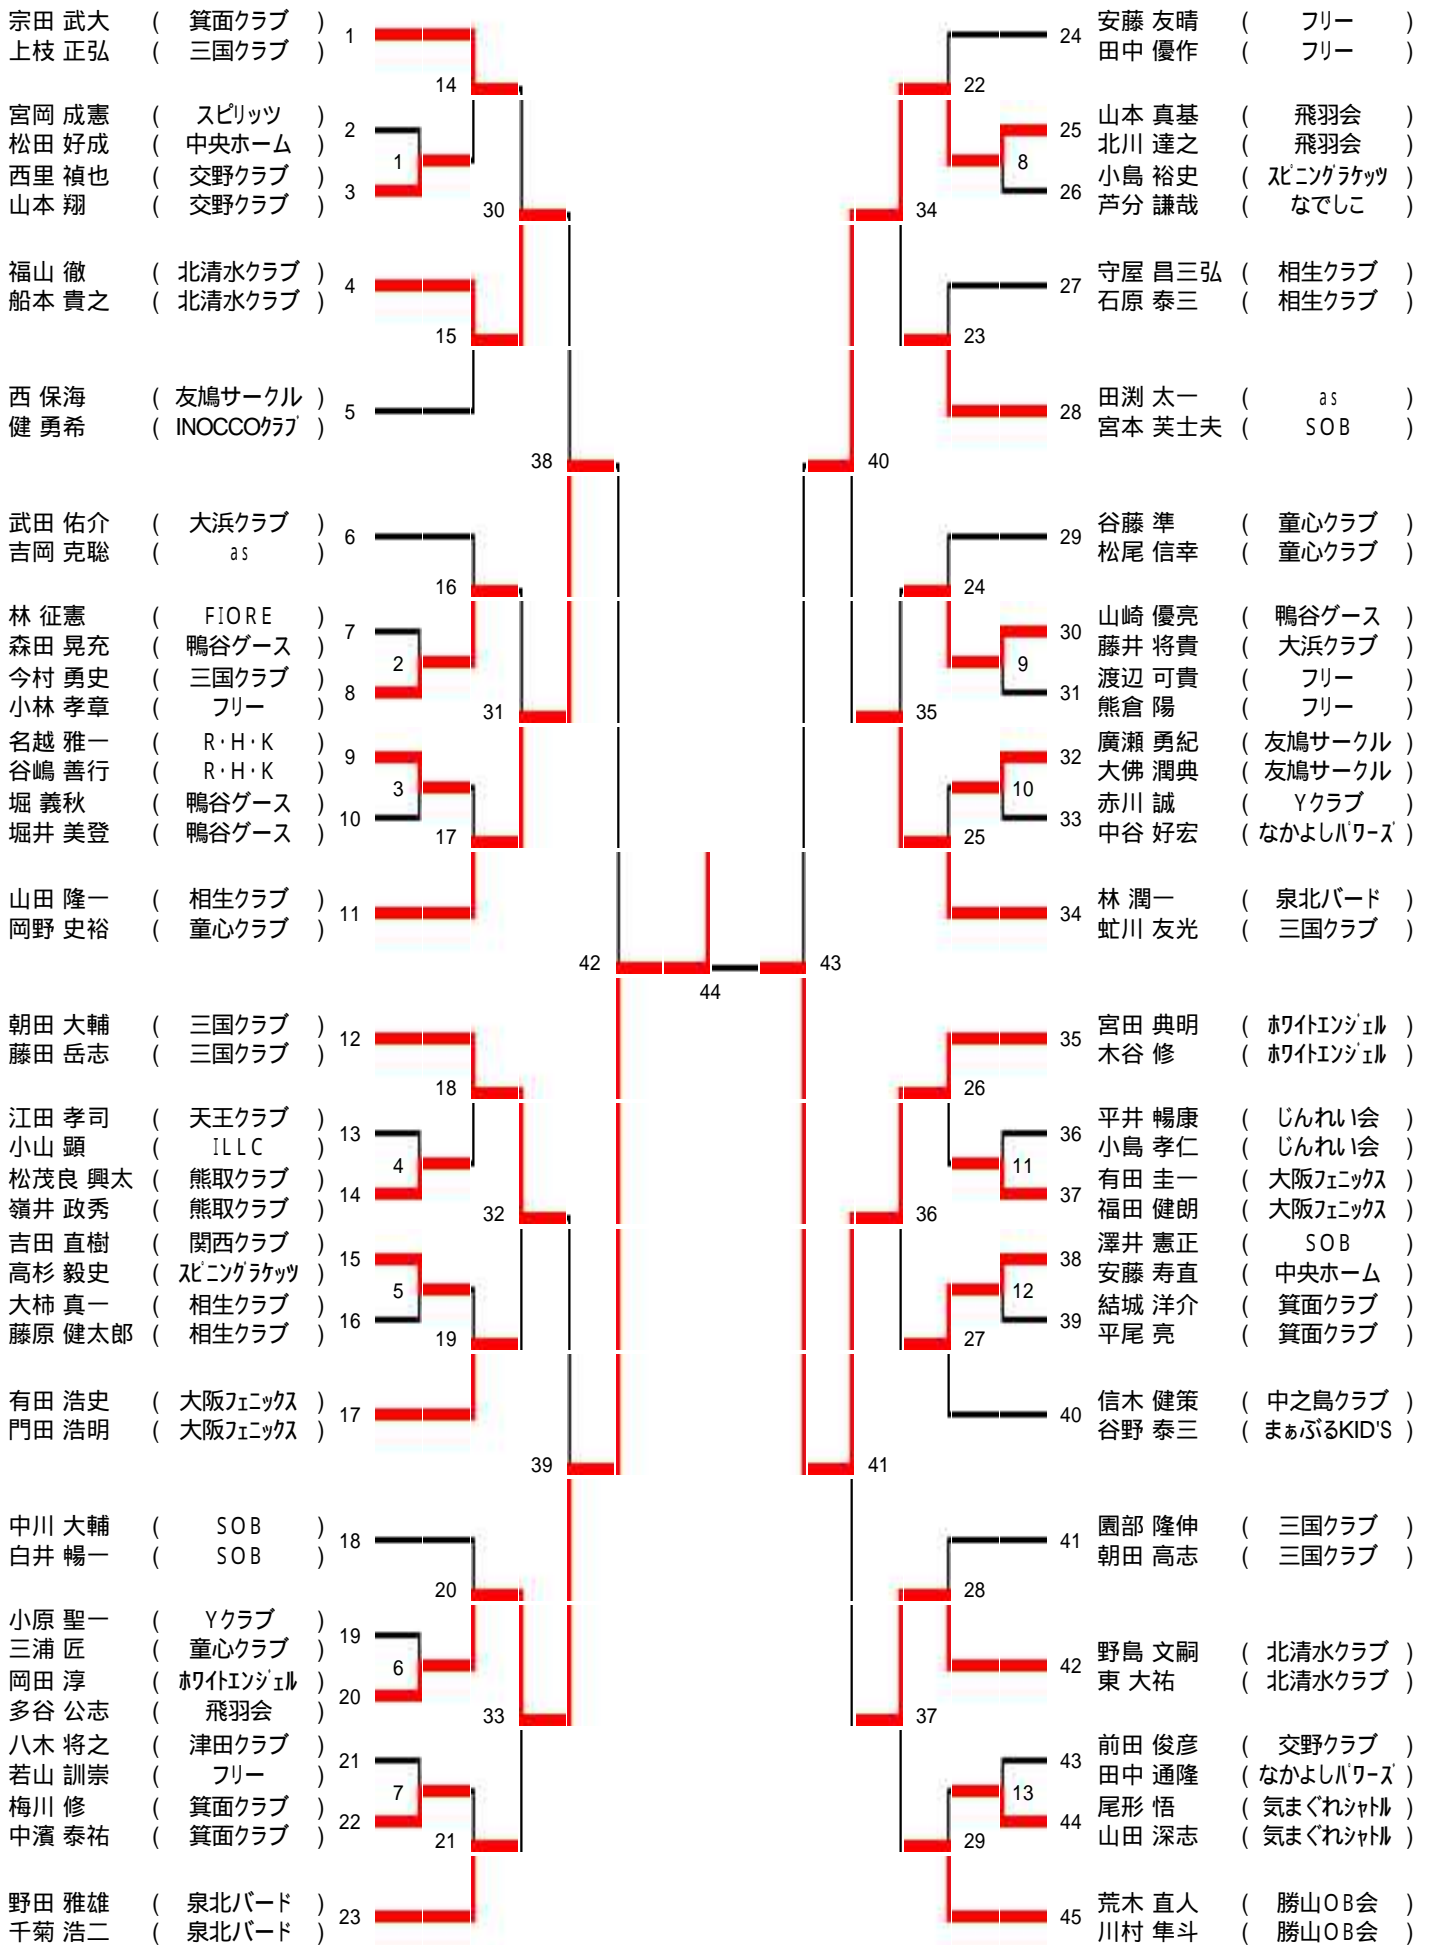 宗田 武大 ( 箕面クラブ )
上枝 正弘 ( 三国クラブ )
1
14
宮岡 成憲 ( スピリッツ )
松田 好成 ( 中央ホーム )
2
1
西里 禎也 ( 交野クラブ )
山本 翔 ( 交野クラブ )
3
30
福山 徹 ( 北清水クラブ )
船本 貴之 ( 北清水クラブ )
4
15
西 保海 ( 友鳩サークル )
健 勇希 ( INOCCOクラブ )
5
38
武田 佑介 ( 大浜クラブ )
吉岡 克聡 ( as )
6
16
林 征憲 ( FIORE )
森田 晃充 ( 鴨谷グース )
7
2
今村 勇史 ( 三国クラブ )
小林 孝章 ( フリー )
8
31
名越 雅一 ( R・H・K )
谷嶋 善行 ( R・H・K )
9
3
堀 義秋 ( 鴨谷グース )
堀井 美登 ( 鴨谷グース )
10
17
山田 隆一 ( 相生クラブ )
岡野 史裕 ( 童心クラブ )
11
42
朝田 大輔 ( 三国クラブ )
藤田 岳志 ( 三国クラブ )
12
18
江田 孝司 ( 天王クラブ )
小山 顕 ( ILLC )
13
4
松茂良 興太 ( 熊取クラブ )
嶺井 政秀 ( 熊取クラブ )
14
32
吉田 直樹 ( 関西クラブ )
高杉 毅史 ( スピニングラケッツ )
15
5
大柿 真一 ( 相生クラブ )
藤原 健太郎 ( 相生クラブ )
16
19
有田 浩史 ( 大阪フェニックス )
門田 浩明 ( 大阪フェニックス )
17
39
中川 大輔 ( SOB )
白井 暢一 ( SOB )
18
20
小原 聖一 ( Yクラブ )
三浦 匠 ( 童心クラブ )
19
6
岡田 淳 ( ホワイトエンジェル )
多谷 公志 ( 飛羽会 )
20
33
八木 将之 ( 津田クラブ )
若山 訓崇 ( フリー )
21
7
梅川 修 ( 箕面クラブ )
中濱 泰祐 ( 箕面クラブ )
22
21
野田 雅雄 ( 泉北バード )
千菊 浩二 ( 泉北バード )
23
44
24
安藤 友晴 ( フリー )
田中 優作 ( フリー )
22
25
山本 真基 ( 飛羽会 )
北川 達之 ( 飛羽会 )
8
26
小島 裕史 ( スピニングラケッツ )
芦分 謙哉 ( なでしこ )
34
27
守屋 昌三弘 ( 相生クラブ )
石原 泰三 ( 相生クラブ )
23
28
田渕 太一 ( as )
宮本 芙士夫 ( SOB )
40
29
谷藤 準 ( 童心クラブ )
松尾 信幸 ( 童心クラブ )
24
30
山崎 優亮 ( 鴨谷グース )
藤井 将貴 ( 大浜クラブ )
9
31
渡辺 可貴 ( フリー )
熊倉 陽 ( フリー )
35
32
廣瀬 勇紀 ( 友鳩サークル )
大佛 潤典 ( 友鳩サークル )
10
33
赤川 誠 ( Yクラブ )
中谷 好宏 ( なかよしパワーズ )
25
34
林 潤一 ( 泉北バード )
虻川 友光 ( 三国クラブ )
43
35
宮田 典明 ( ホワイトエンジェル )
木谷 修 ( ホワイトエンジェル )
26
36
平井 暢康 ( じんれい会 )
小島 孝仁 ( じんれい会 )
11
37
有田 圭一 ( 大阪フェニックス )
福田 健朗 ( 大阪フェニックス )
36
38
澤井 憲正 ( SOB )
安藤 寿直 ( 中央ホーム )
12
39
結城 洋介 ( 箕面クラブ )
平尾 亮 ( 箕面クラブ )
27
40
信木 健策 ( 中之島クラブ )
谷野 泰三 ( まぁぶるKID'S )
41
41
園部 隆伸 ( 三国クラブ )
朝田 高志 ( 三国クラブ )
28
42
野島 文嗣 ( 北清水クラブ )
東 大祐 ( 北清水クラブ )
37
43
前田 俊彦 ( 交野クラブ )
田中 通隆 ( なかよしパワーズ )
13
44
尾形 悟 ( 気まぐれシャトル )
山田 深志 ( 気まぐれシャトル )
29
45
荒木 直人 ( 勝山OB会 )
川村 隼斗 ( 勝山OB会 )